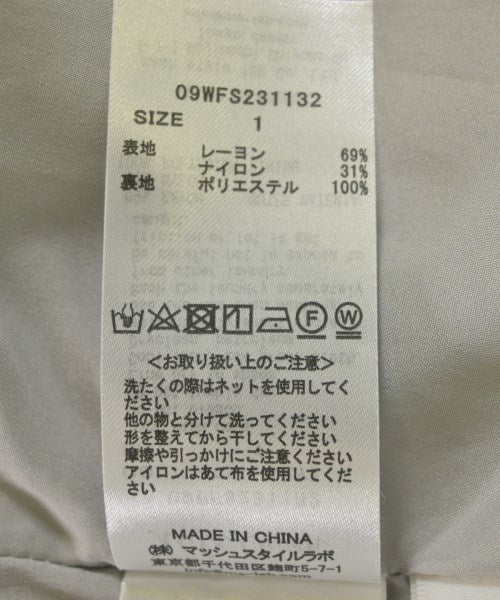 09WFS231132
SIZE 1
表地 レーヨン 69%
ナイロン 31%
裏地 ポリエステル 100%
F W
<お取り扱い上のご注意>
洗たくの際はネットを使用してくだ
さい
他の物と分けて洗ってください
形を整えてから干してください
摩擦や引っかけにご注意ください
アイロンはあて布を使用してくだ
さい
MADE IN CHINA
(株) マッシュスタイルラボ
東京都千代田区麹町5-7-1